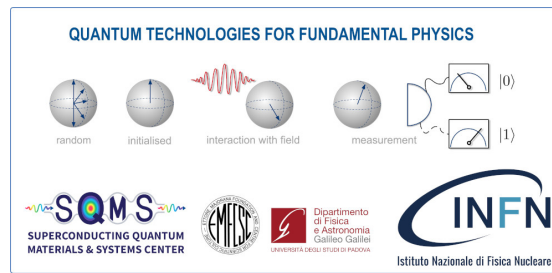 QUANTUM TECHNOLOGIES FOR FUNDAMENTAL PHYSICS
random
initialised
interaction with field
measurement
|0⟩
|1⟩
SQMS
SUPERCONDUCTING QUANTUM
MATERIALS & SYSTEMS CENTER
EMFCSC
Dipartimento
di Fisica
e Astronomia
Galileo Galilei
UNIVERSITÀ DEGLI STUDI DI PADOVA
INFN
Istituto Nazionale di Fisica Nucleare